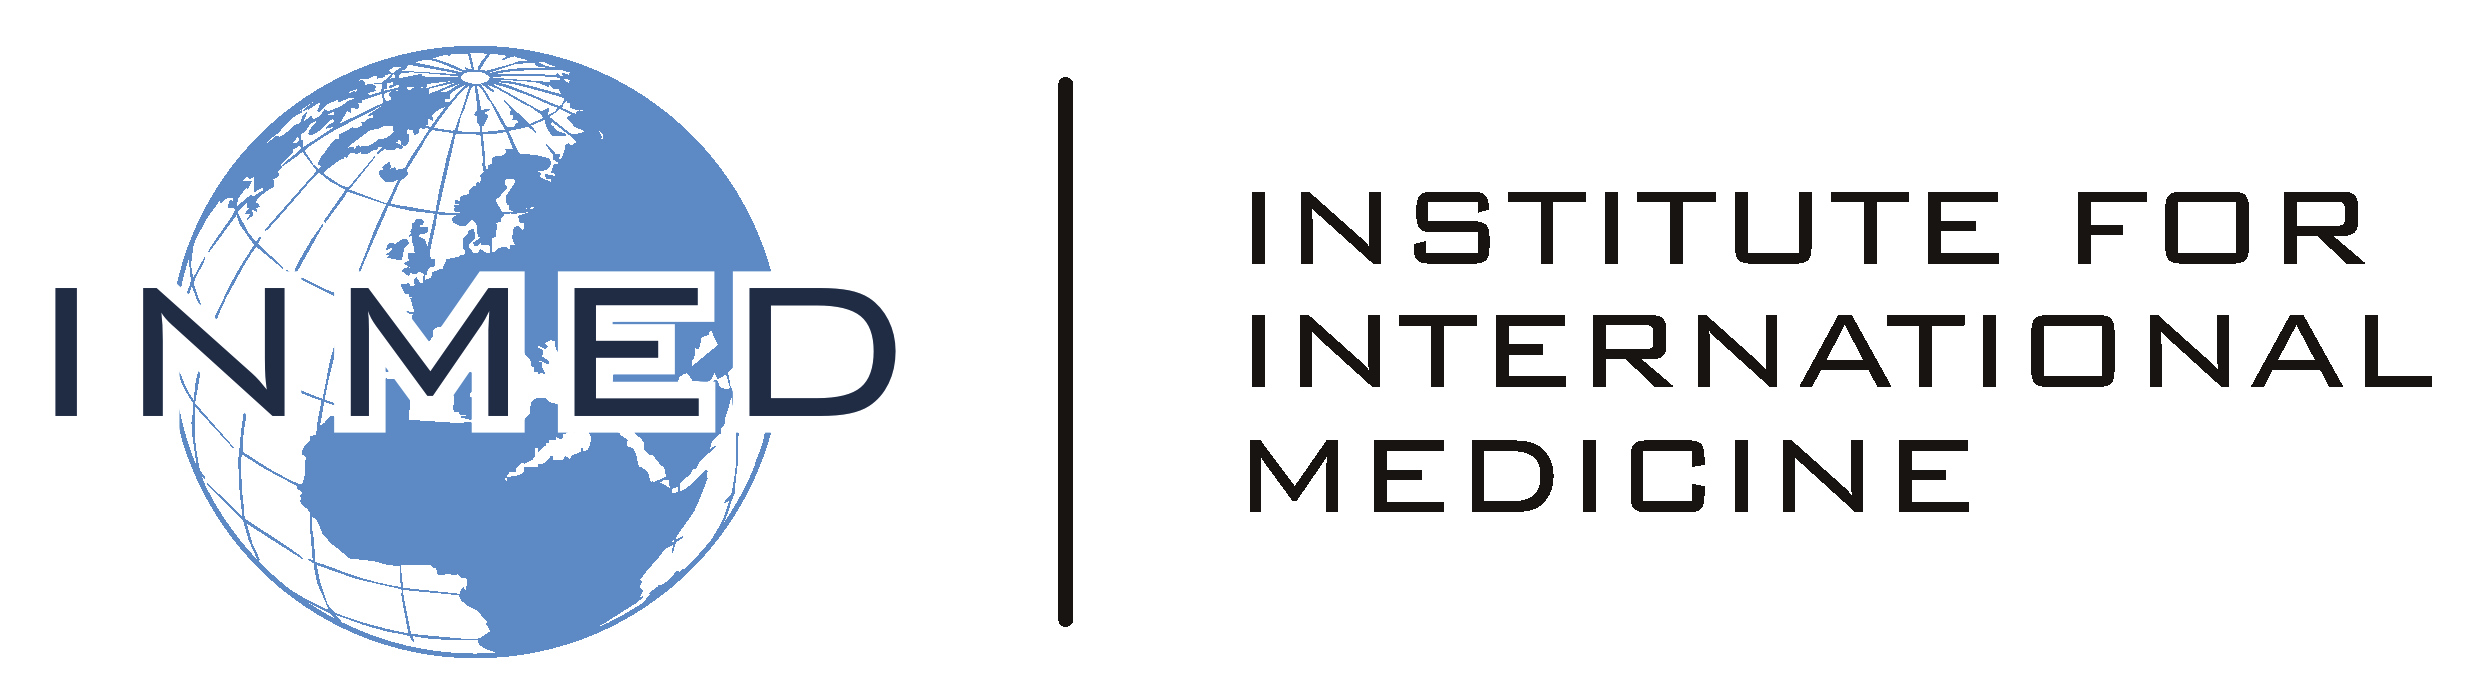 INMED
INSTITUTE FOR
INTERNATIONAL
MEDICINE